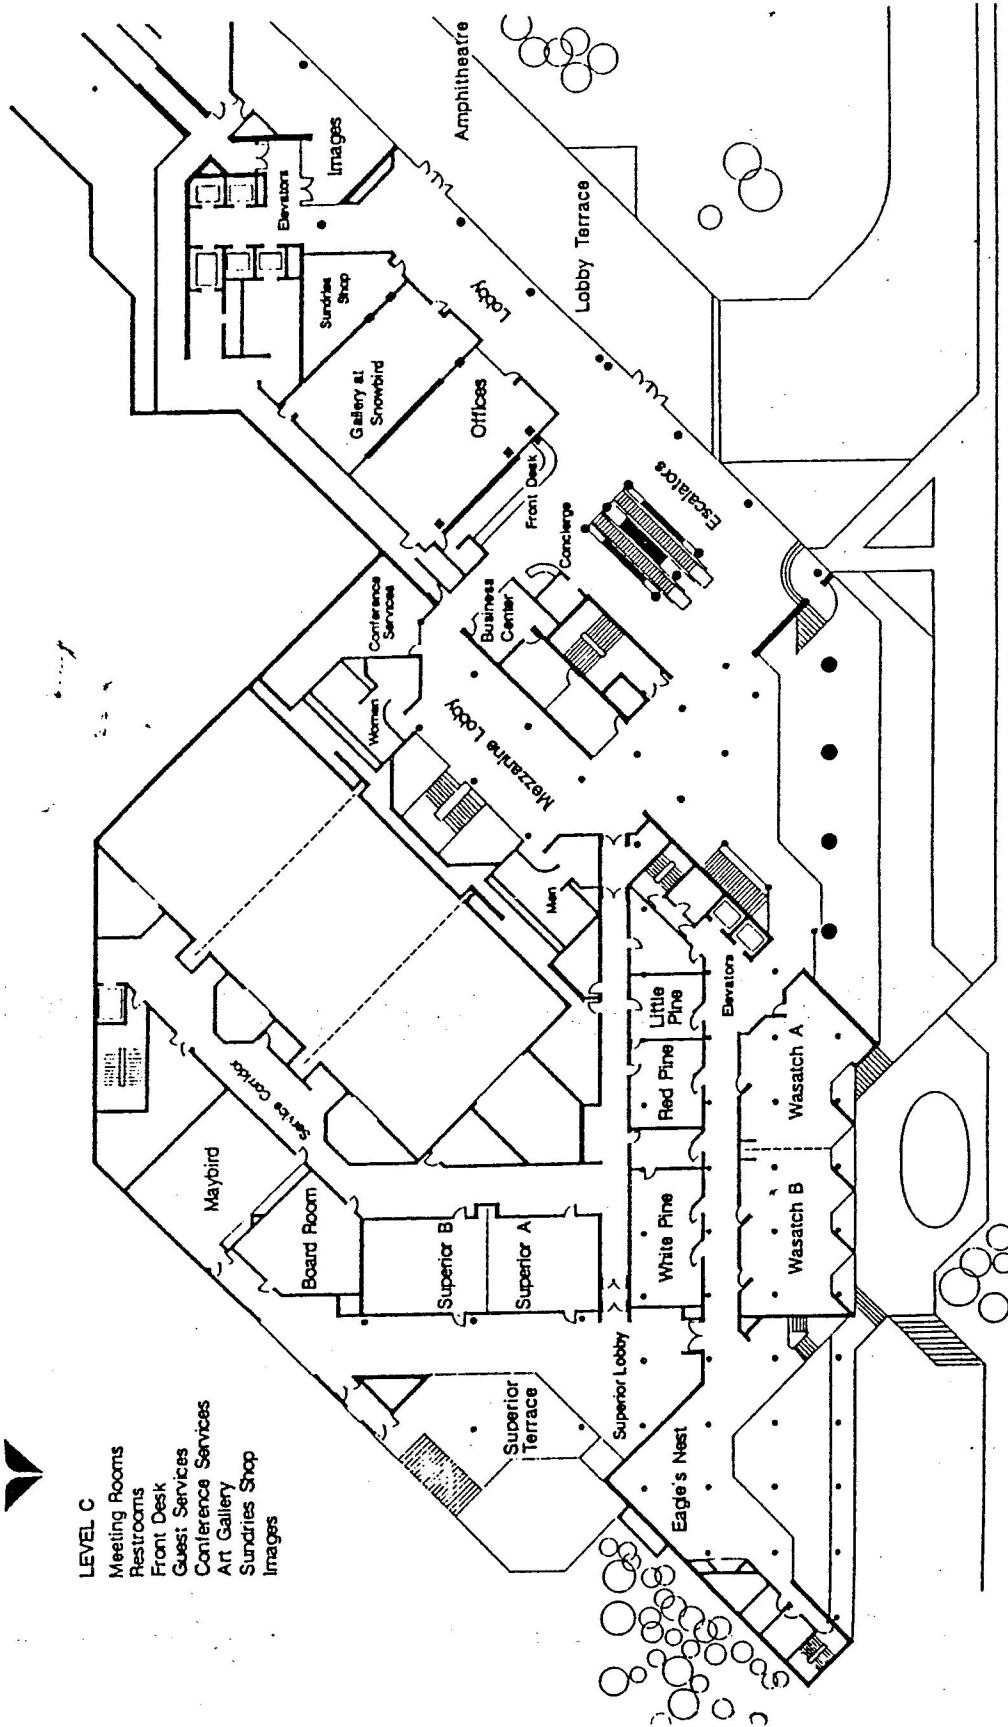 LEVEL C
Meeting Rooms
Restrooms
Front Desk
Guest Services
Conference Services
Art Gallery
Sundries Shop
Images
Maybird
Board Room
Service Corridor
Superior B
Superior A
Superior
Terrace
Superior Lobby
Eagle's Nest
White Pine
Red Pine
Little
Pine
Wasatch B
Wasatch A
Elevators
Men
Women
Mezzanine Lobby
Conference
Services
Business
Center
Concierge
Front Desk
Escalators
Offices
Gallery at
Snowbird
Sundries
Shop
Lobby
Elevators
Images
Lobby Terrace
Amphitheatre